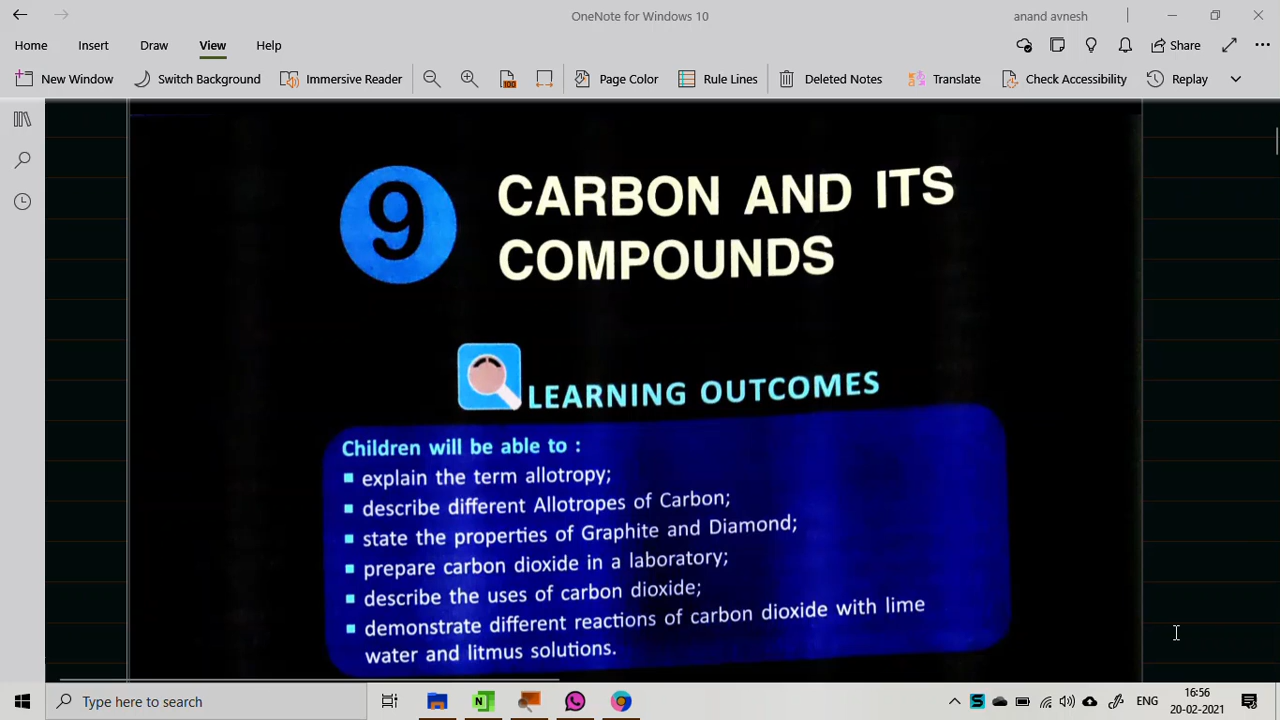 OneNote for Windows 10
anand avnesh
Home Insert Draw View Help
Share
New Window Switch Background Immersive Reader 100 Page Color Rule Lines Deleted Notes Translate Check Accessibility Replay
9 CARBON AND ITS
COMPOUNDS
LEARNING OUTCOMES
Children will be able to :
explain the term allotropy;
describe different Allotropes of Carbon;
state the properties of Graphite and Diamond;
prepare carbon dioxide in a laboratory;
describe the uses of carbon dioxide;
demonstrate different reactions of carbon dioxide with lime
water and litmus solutions.
Type here to search
ENG
16:56
20-02-2021